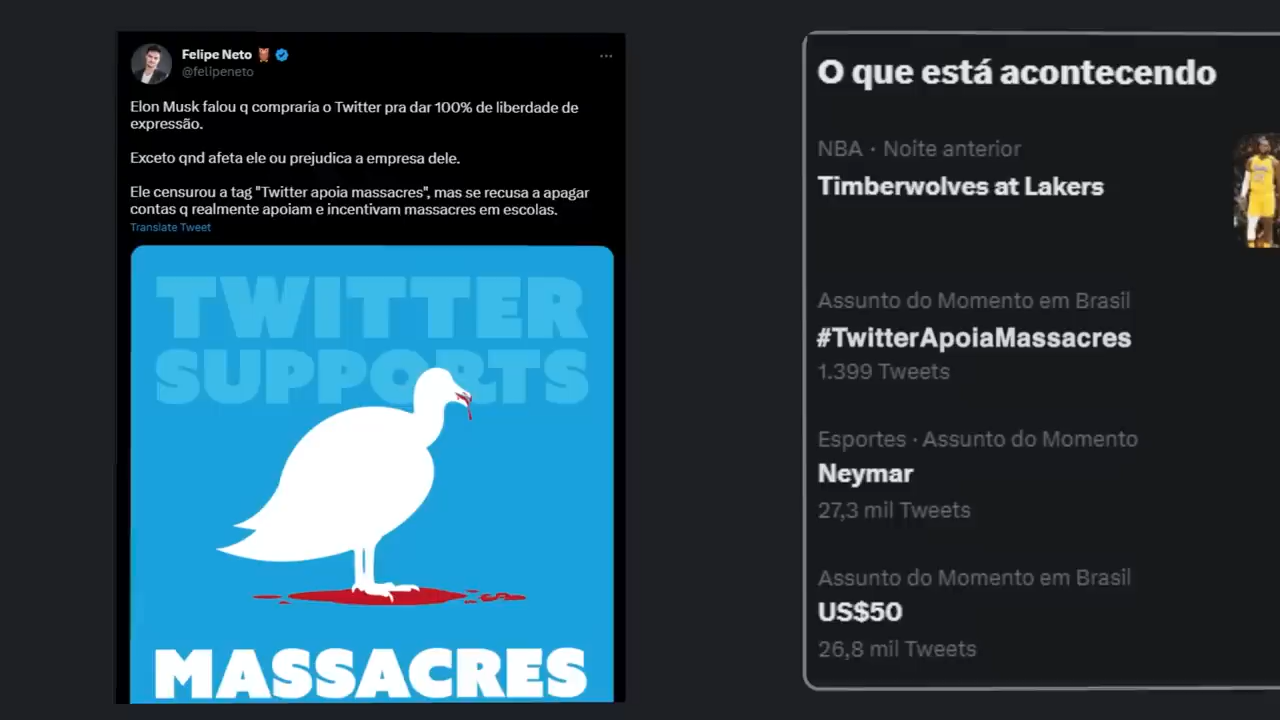 Felipe Neto
@felipeneto
Elon Musk falou q compraria o Twitter pra dar 100% de liberdade de
expressão.
Exceto qnd afeta ele ou prejudica a empresa dele.
Ele censurou a tag "Twitter apoia massacres", mas se recusa a apagar
contas q realmente apoiam e incentivam massacres em escolas.
Translate Tweet
TWITTER
SUPPORTS
MASSACRES
O que está acontecendo
NBA · Noite anterior
Timberwolves at Lakers
Assunto do Momento em Brasil
#TwitterApoiaMassacres
1.399 Tweets
Esportes · Assunto do Momento
Neymar
27,3 mil Tweets
Assunto do Momento em Brasil
US$50
26,8 mil Tweets